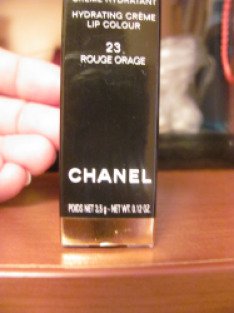 CRÈME HYDRATANT
HYDRATING CRÈME
LIP COLOUR
23
ROUGE ORAGE
CHANEL
POIDS NET 3,5 g - NET WT. 0.12 OZ.